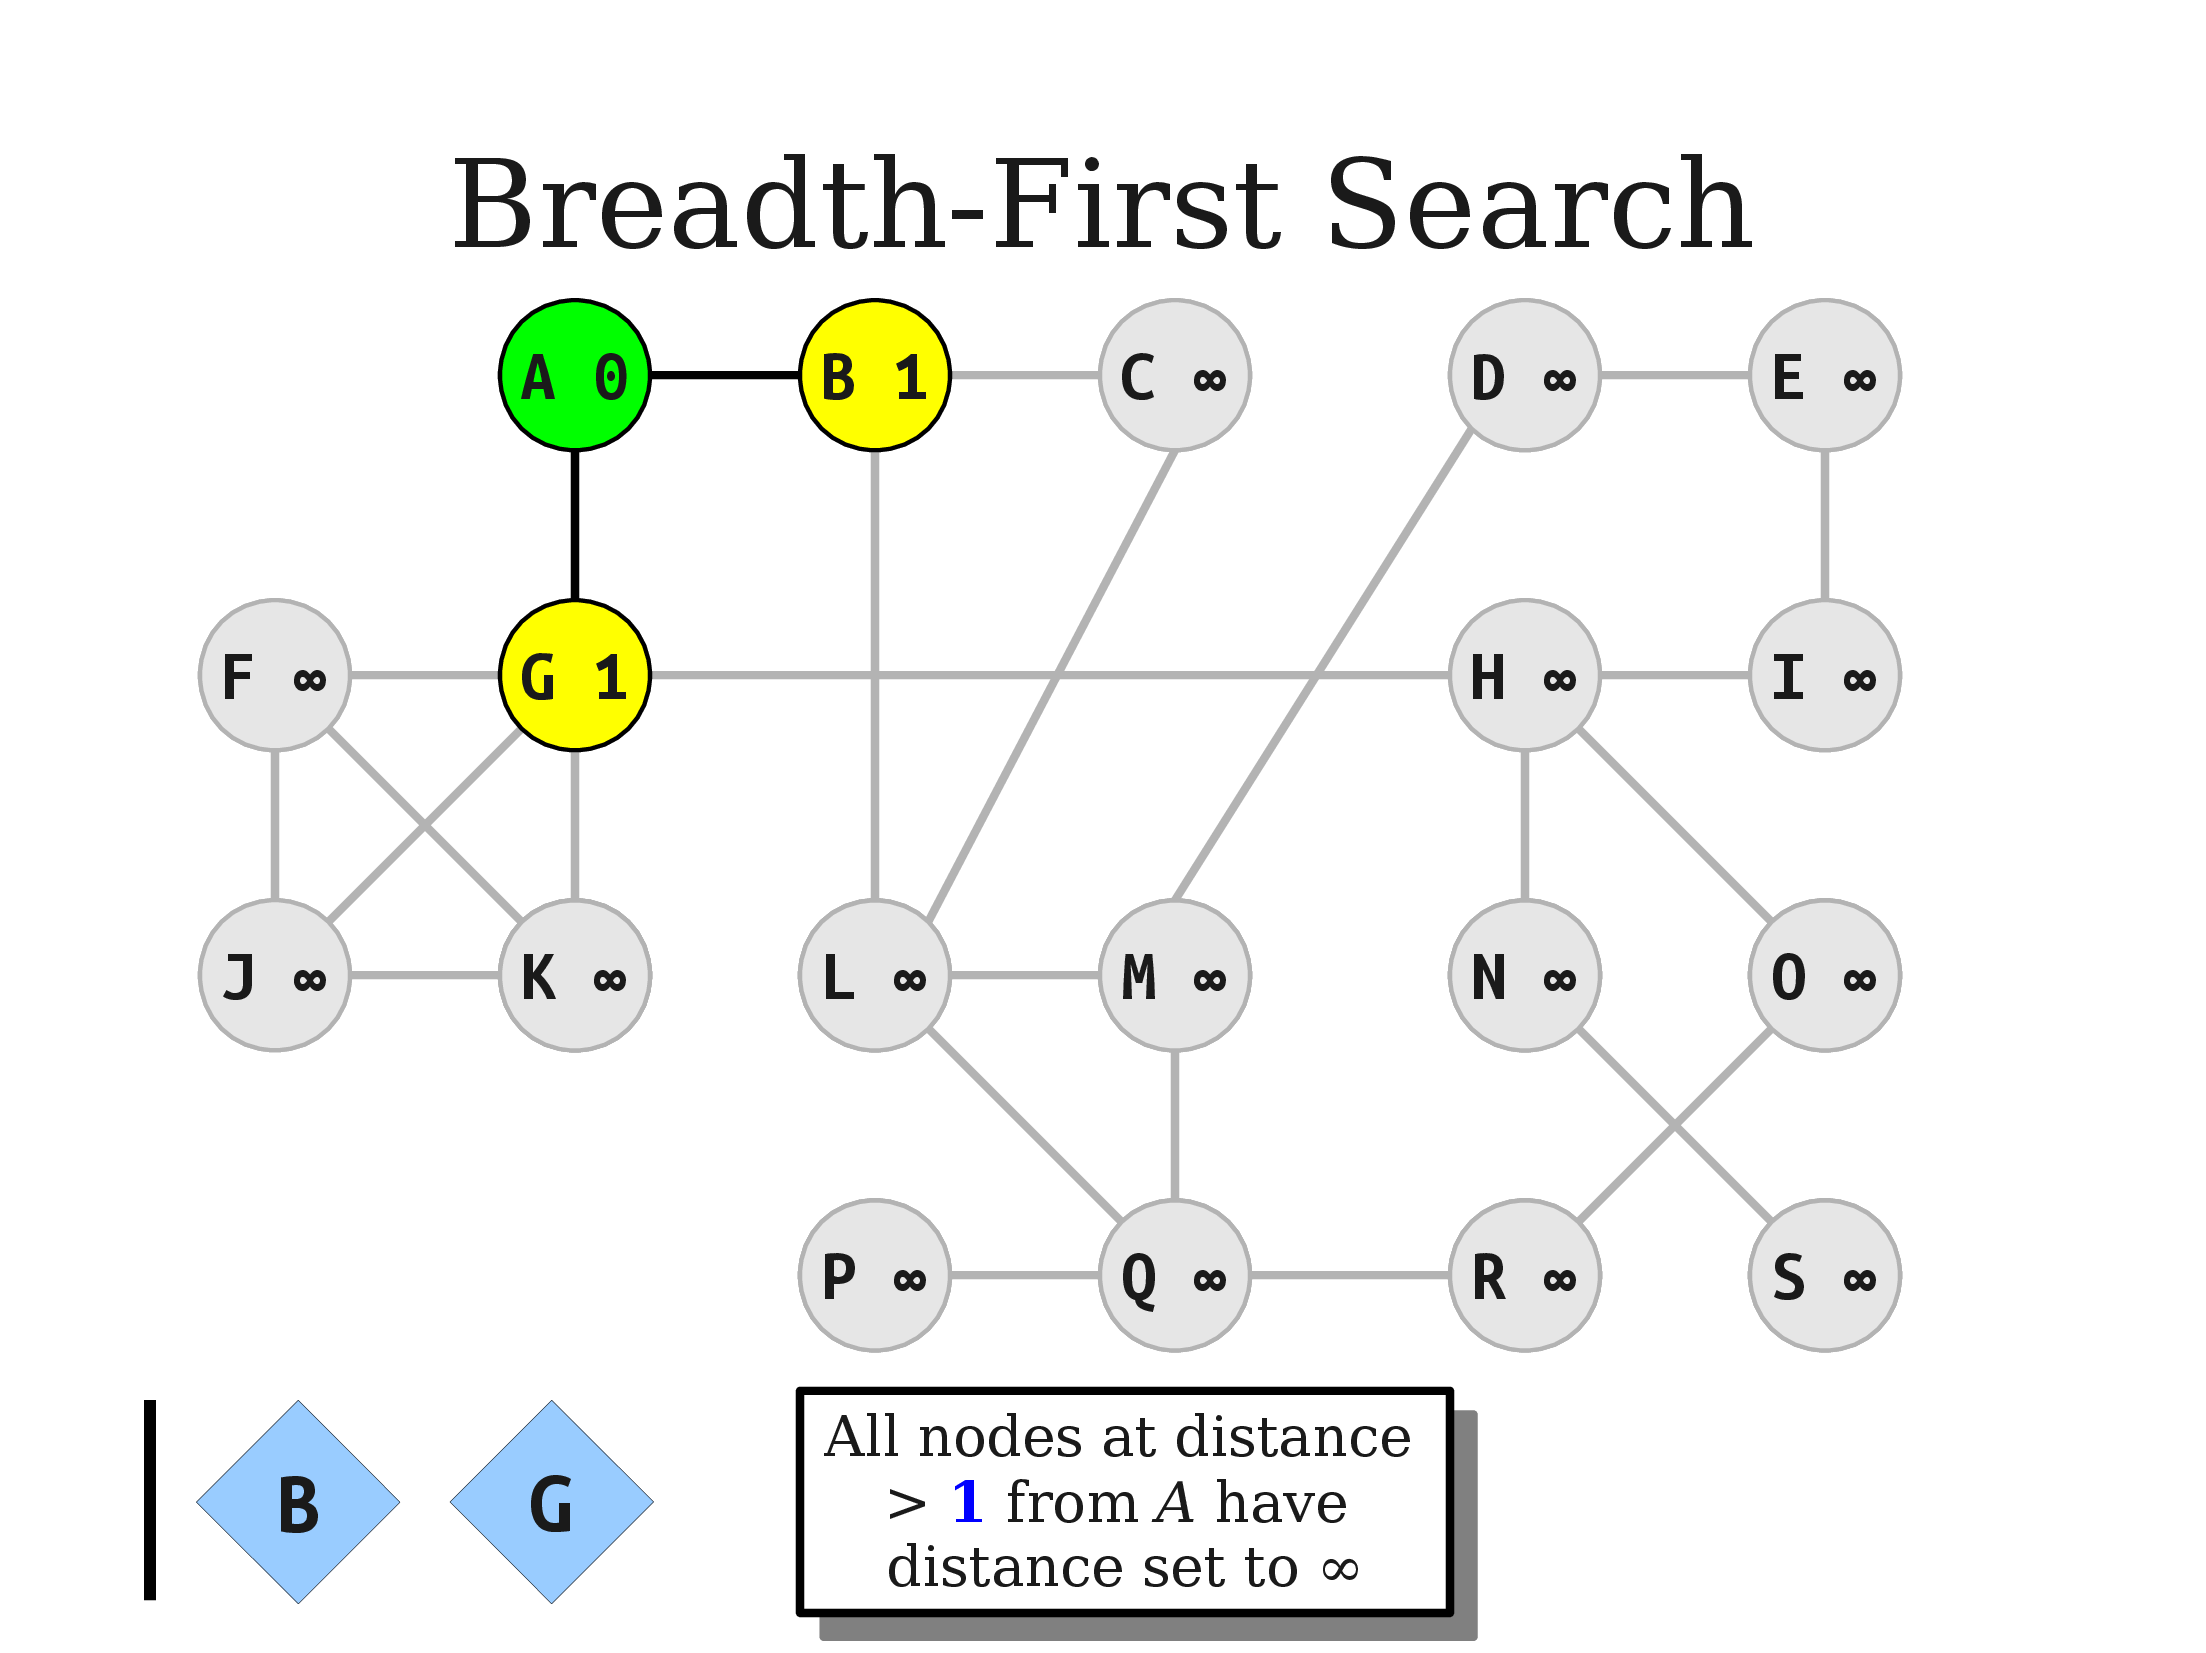 Breadth-First Search
A 0 B 1 C ∞ D ∞ E ∞
F ∞ G 1 H ∞ I ∞
J ∞ K ∞ L ∞ M ∞ N ∞ O ∞
P ∞ Q ∞ R ∞ S ∞
B G
All nodes at distance
> 1 from A have
distance set to ∞